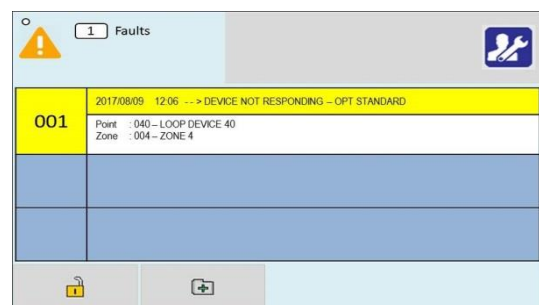 1 Faults
001
2017/08/09 12:06 --> DEVICE NOT RESPONDING – OPT STANDARD
Point : 040 – LOOP DEVICE 40
Zone : 004 – ZONE 4